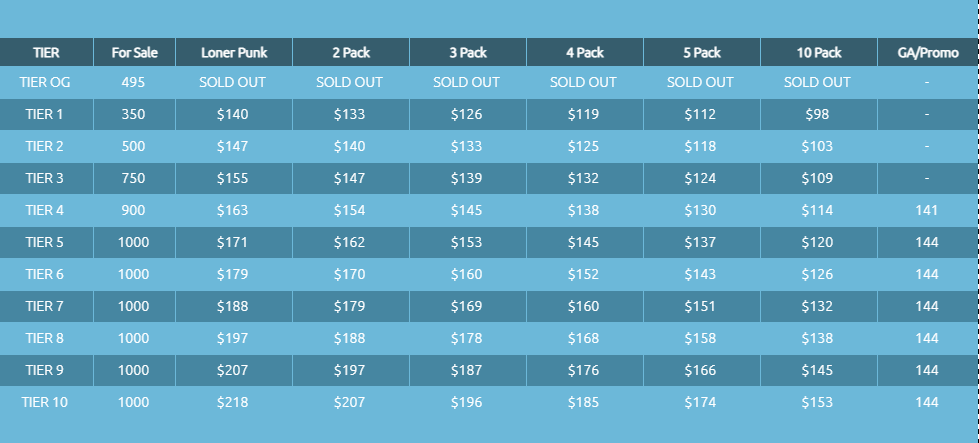 TIER For Sale Loner Punk 2 Pack 3 Pack 4 Pack 5 Pack 10 Pack GA/Promo
TIER OG 495 SOLD OUT SOLD OUT SOLD OUT SOLD OUT SOLD OUT SOLD OUT -
TIER 1 350 $140 $133 $126 $119 $112 $98 -
TIER 2 500 $147 $140 $133 $125 $118 $103 -
TIER 3 750 $155 $147 $139 $132 $124 $109 -
TIER 4 900 $163 $154 $145 $138 $130 $114 141
TIER 5 1000 $171 $162 $153 $145 $137 $120 144
TIER 6 1000 $179 $170 $160 $152 $143 $126 144
TIER 7 1000 $188 $179 $169 $160 $151 $132 144
TIER 8 1000 $197 $188 $178 $168 $158 $138 144
TIER 9 1000 $207 $197 $187 $176 $166 $145 144
TIER 10 1000 $218 $207 $196 $185 $174 $153 144